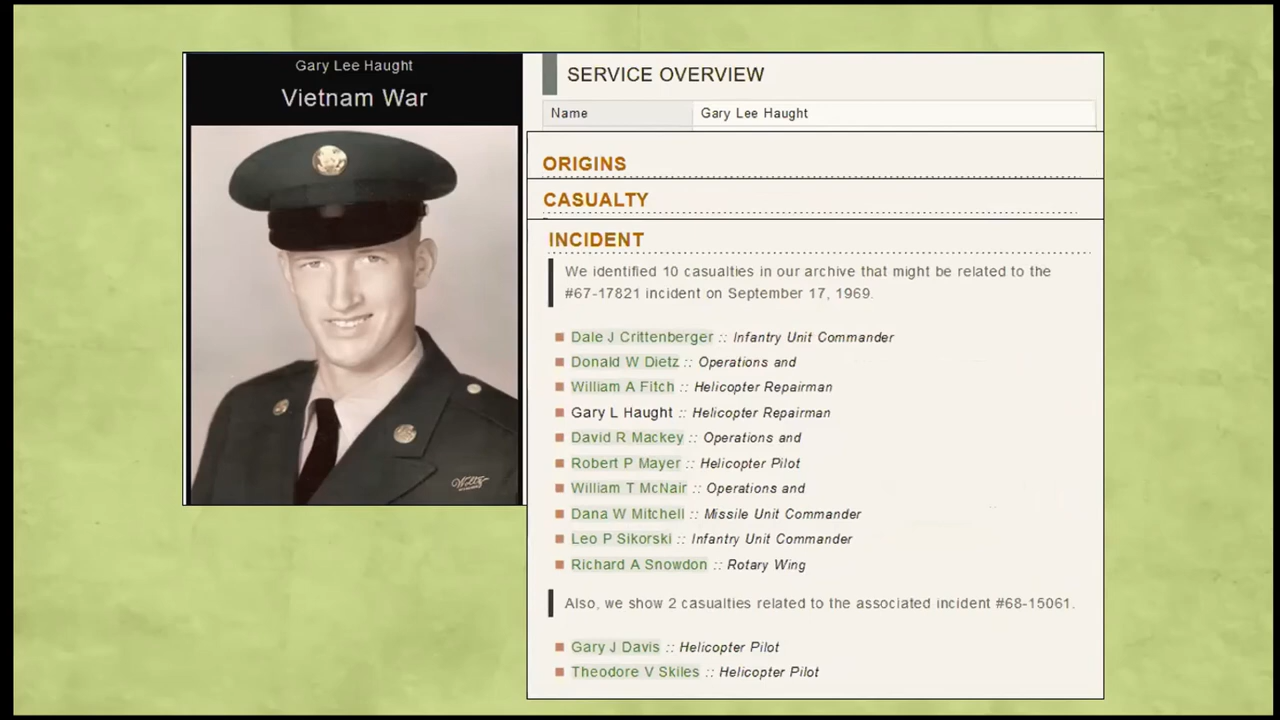 Gary Lee Haught
Vietnam War
SERVICE OVERVIEW
Name Gary Lee Haught
ORIGINS
CASUALTY
INCIDENT
We identified 10 casualties in our archive that might be related to the
#67-17821 incident on September 17, 1969.
Dale J Crittenberger :: Infantry Unit Commander
Donald W Dietz :: Operations and
William A Fitch :: Helicopter Repairman
Gary L Haught :: Helicopter Repairman
David R Mackey :: Operations and
Robert P Mayer :: Helicopter Pilot
William T McNair :: Operations and
Dana W Mitchell :: Missile Unit Commander
Leo P Sikorski :: Infantry Unit Commander
Richard A Snowdon :: Rotary Wing
Also, we show 2 casualties related to the associated incident #68-15061.
Gary J Davis :: Helicopter Pilot
Theodore V Skiles :: Helicopter Pilot